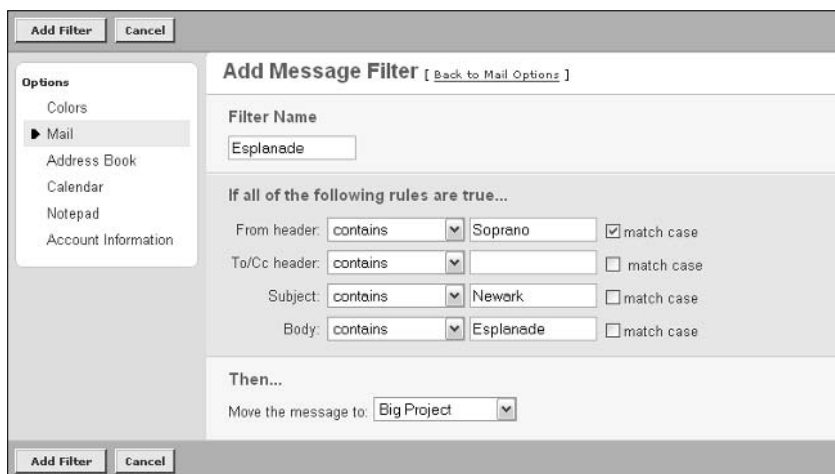 Add Filter Cancel
Options
Colors
Mail
Address Book
Calendar
Notepad
Account Information
Add Message Filter [ Back to Mail Options ]
Filter Name
Esplanade
If all of the following rules are true...
From header: contains Soprano match case
To/Cc header: contains match case
Subject: contains Newark match case
Body: contains Esplanade match case
Then...
Move the message to: Big Project
Add Filter Cancel